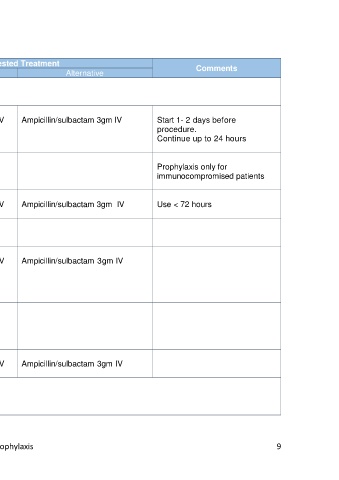 ested Treatment
Comments
Alternative
V Ampicillin/sulbactam 3gm IV Start 1- 2 days before
procedure.
Continue up to 24 hours
Prophylaxis only for
immunocompromised patients
V Ampicillin/sulbactam 3gm  IV Use < 72 hours
V Ampicillin/sulbactam 3gm IV
V Ampicillin/sulbactam 3gm IV
ophylaxis 9